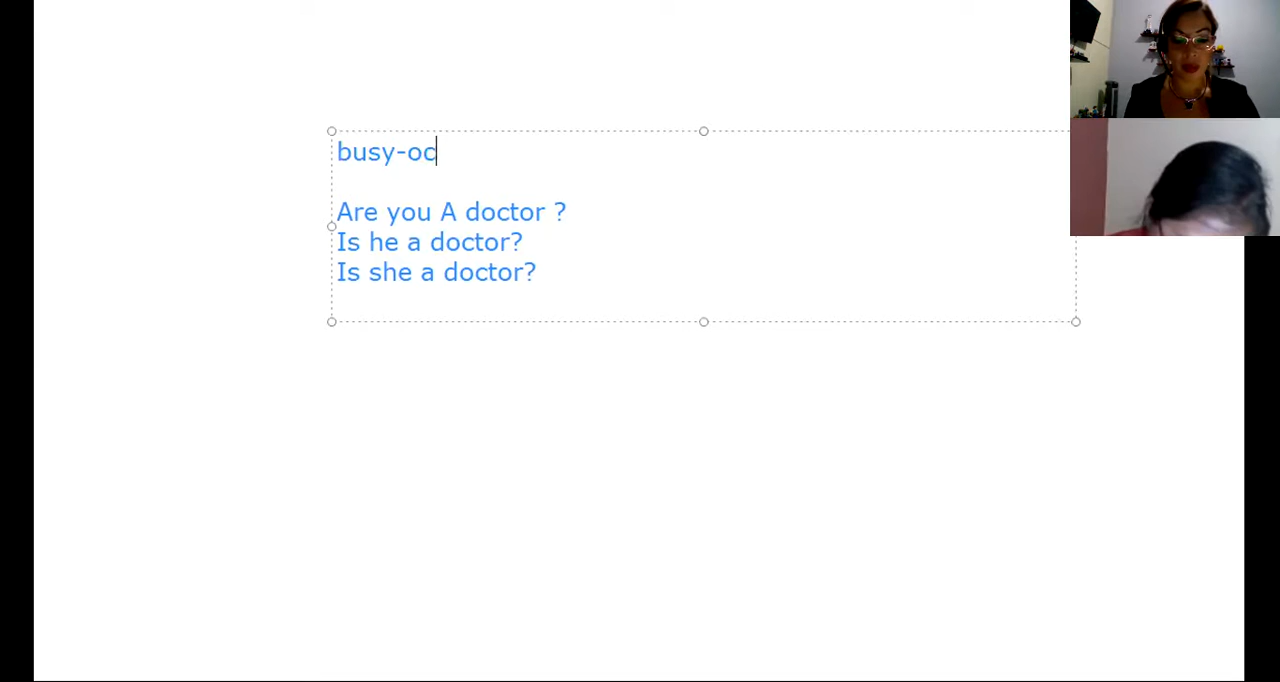 busy-oc
Are you A doctor ?
Is he a doctor?
Is she a doctor?